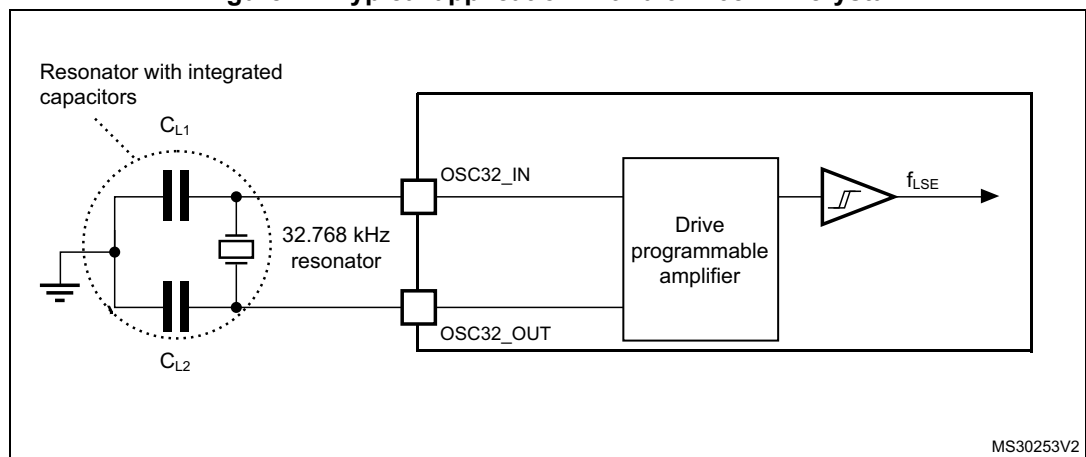 Resonator with integrated
capacitors
CL1
OSC32_IN
fLSE
32.768 kHz
resonator
Drive
programmable
amplifier
OSC32_OUT
CL2
MS30253V2